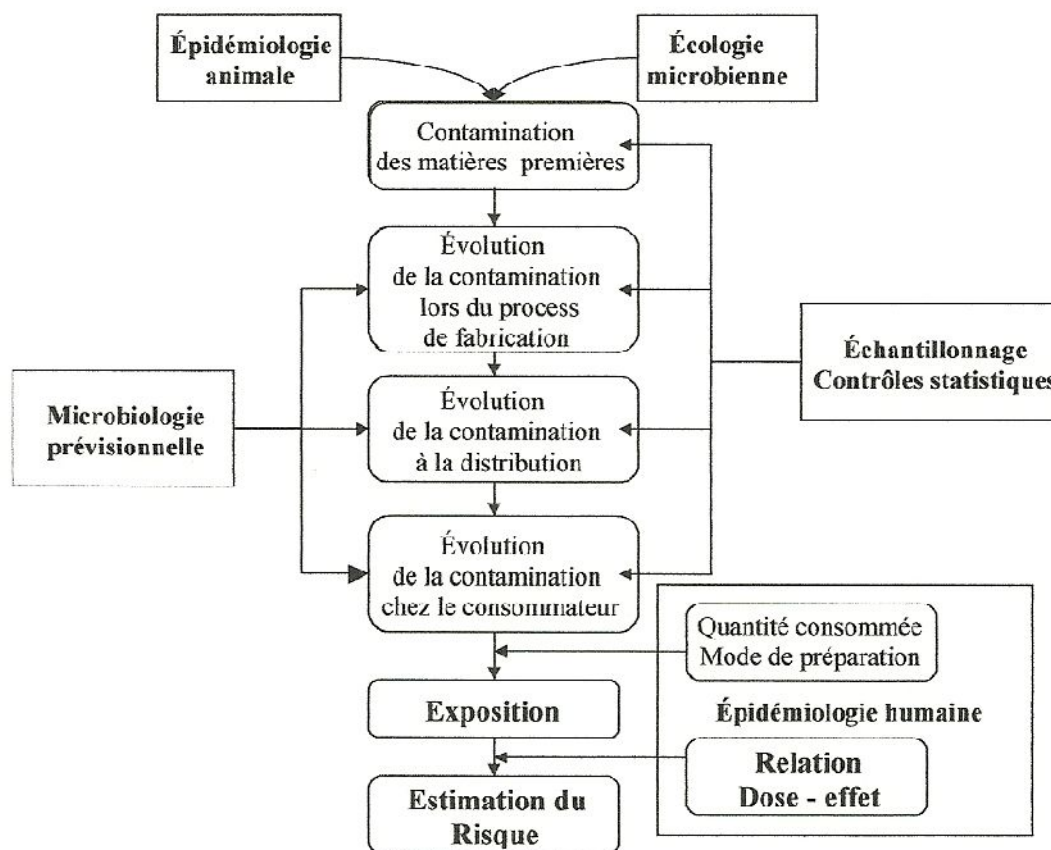 Épidémiologie
animale
Écologie
microbienne
Contamination
des matières premières
Évolution
de la contamination
lors du process
de fabrication
Échantillonnage
Contrôles statistiques
Microbiologie
prévisionnelle
Évolution
de la contamination
à la distribution
Évolution
de la contamination
chez le consommateur
Quantité consommée
Mode de préparation
Exposition
Épidémiologie humaine
Relation
Dose - effet
Estimation du
Risque